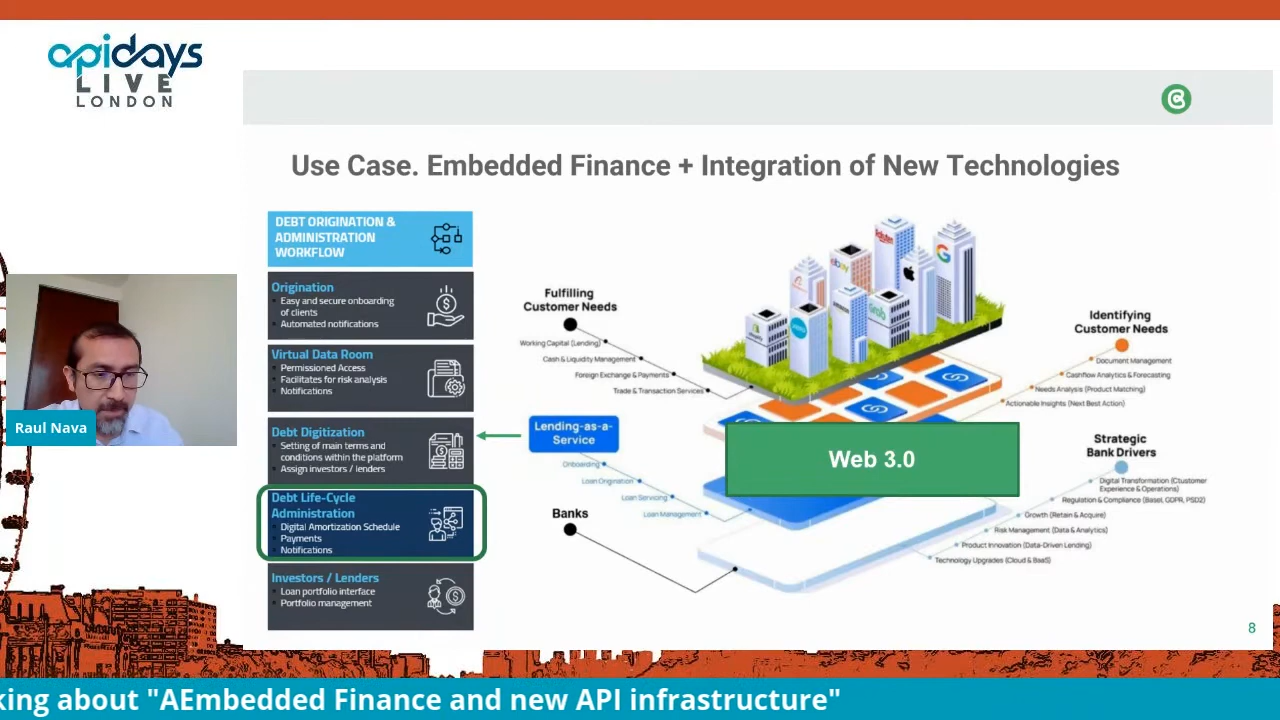 apidays
LIVE
LONDON
Use Case. Embedded Finance + Integration of New Technologies
DEBT ORIGINATION &
ADMINISTRATION
WORKFLOW
Origination
Easy and secure onboarding
of clients
Automated notifications
Virtual Data Room
Permissioned Access
Facilitates for risk analysis
Notifications
Debt Digitization
Setting of main terms and
conditions within the platform
Assign investors / lenders
Debt Life-Cycle
Administration
Digital Amortization Schedule
Payments
Notifications
Investors / Lenders
Loan portfolio interface
Portfolio management
Fulfilling
Customer Needs
Working Capital (Lending)
Cash & Liquidity Management
Foreign Exchange & Payments
Trade & Transaction Services
Lending-as-a-
Service
Onboarding
Loan Origination
Loan Servicing
Loan Management
Banks
ebay
G
Grab
shopify
Web 3.0
Identifying
Customer Needs
Document Management
Cashflow Analytics & Forecasting
Needs Analysis (Product Matching)
Actionable Insights (Next Best Action)
Strategic
Bank Drivers
Digital Transformation (Ctustomer
Experience & Operations)
Regulation & Compliance (Basel, GDPR, PSD2)
Growth (Retain & Acquire)
Risk Management (Data & Analytics)
Product Innovation (Data-Driven Lending)
Technology Upgrades (Cloud & BaaS)
8
Raul Nava
king about "AEmbedded Finance and new API infrastructure"